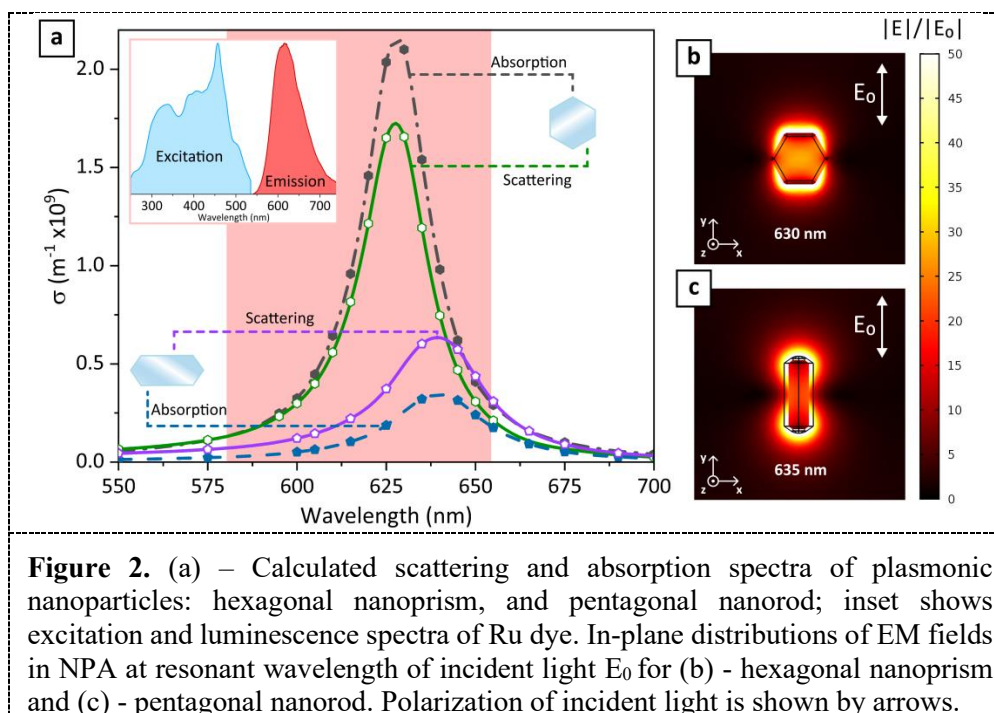 a
σ (m⁻¹ x10⁹)
2.0
1.5
1.0
0.5
0.0
550
575
600
625
650
675
700
Wavelength (nm)
Excitation
Emission
300
400
500
600
700
Wavelength (nm)
Absorption
Scattering
Scattering
Absorption
b
E₀
y
z
x
630 nm
c
E₀
y
z
x
635 nm
|E|/|E₀|
50
45
40
35
30
25
20
15
10
5
0
Figure 2. (a) – Calculated scattering and absorption spectra of plasmonic
nanoparticles: hexagonal nanoprism, and pentagonal nanorod; inset shows
excitation and luminescence spectra of Ru dye. In-plane distributions of EM fields
in NPA at resonant wavelength of incident light E₀ for (b) - hexagonal nanoprism
and (c) - pentagonal nanorod. Polarization of incident light is shown by arrows.